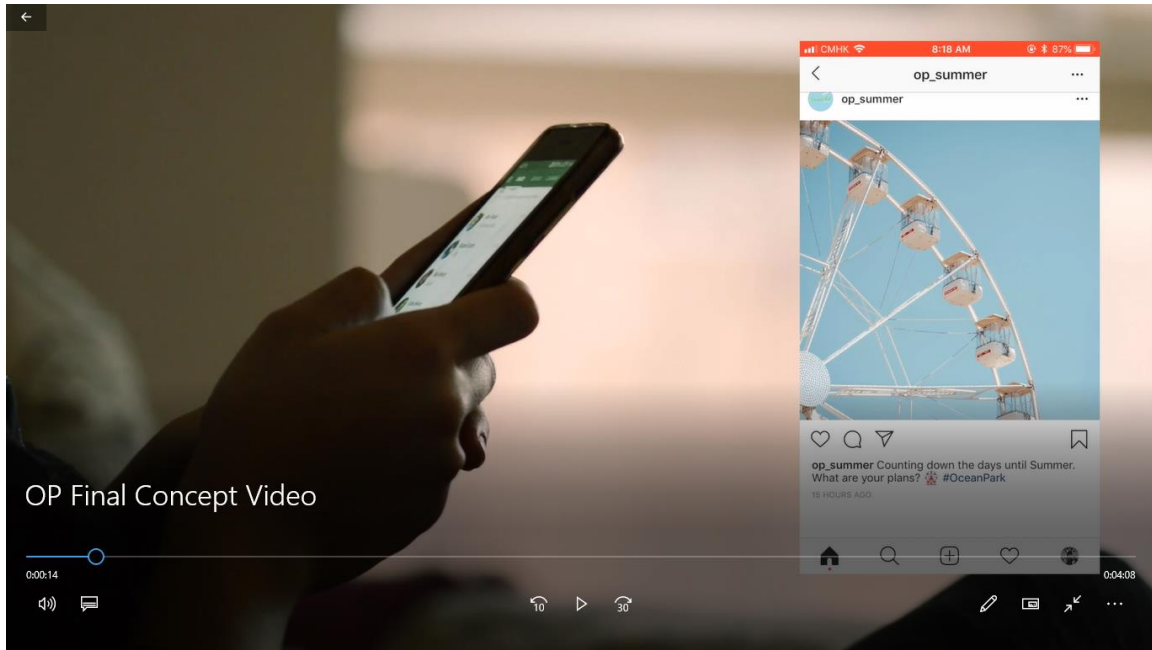 CMHK
8:18 AM
87%
op_summer
op_summer
op_summer Counting down the days until Summer.
What are your plans? 🎡 #OceanPark
15 HOURS AGO
OP Final Concept Video
0:00:14
0:04:08
10
30